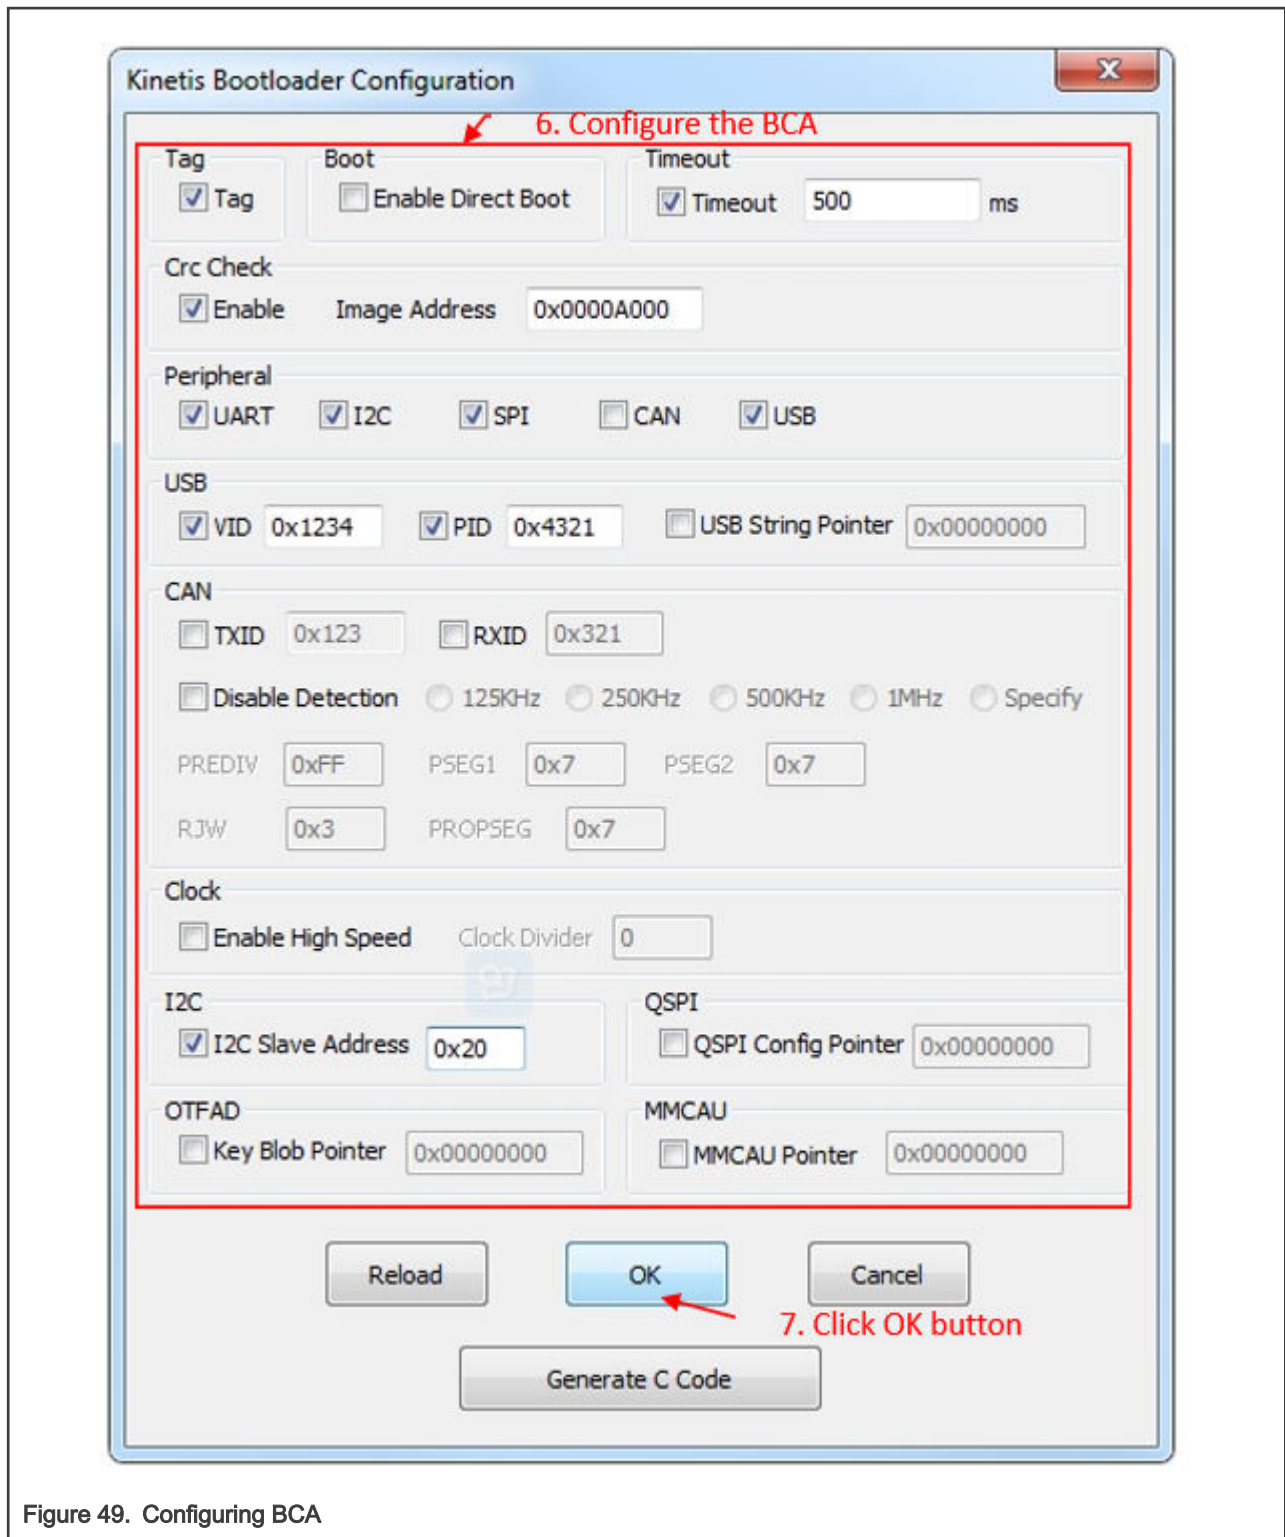 Kinetis Bootloader Configuration
6. Configure the BCA
Tag Boot Timeout
Tag Enable Direct Boot Timeout 500 ms
Crc Check
Enable Image Address 0x0000A000
Peripheral
UART I2C SPI CAN USB
USB
VID 0x1234 PID 0x4321 USB String Pointer 0x00000000
CAN
TXID 0x123 RXID 0x321
Disable Detection 125KHz 250KHz 500KHz 1MHz Specify
PREDIV 0xFF PSEG1 0x7 PSEG2 0x7
RJW 0x3 PROPSEG 0x7
Clock
Enable High Speed Clock Divider 0
I2C QSPI
I2C Slave Address 0x20 QSPI Config Pointer 0x00000000
OTFAD MMCAU
Key Blob Pointer 0x00000000 MMCAU Pointer 0x00000000
Reload OK Cancel
7. Click OK button
Generate C Code
Figure 49. Configuring BCA